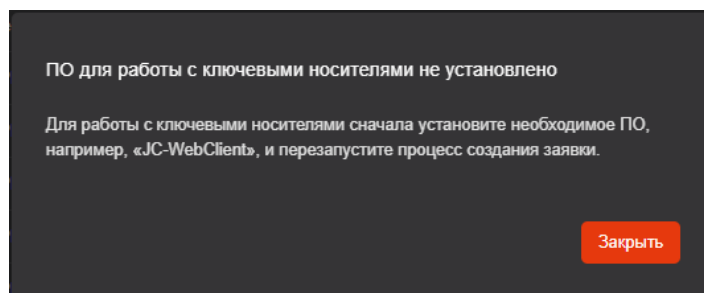 ПО для работы с ключевыми носителями не установлено
Для работы с ключевыми носителями сначала установите необходимое ПО,
например, «JC-WebClient», и перезапустите процесс создания заявки.
Закрыть